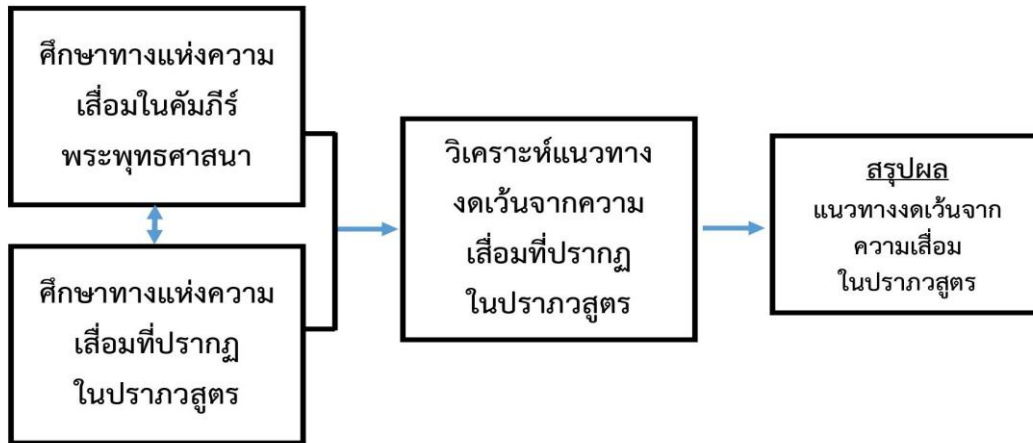 ศึกษาทางแห่งความ
เสื่อมในคัมภีร์
พระพุทธศาสนา
ศึกษาทางแห่งความ
เสื่อมที่ปรากฏ
ในปราภวสูตร
วิเคราะห์แนวทาง
งดเว้นจากความ
เสื่อมที่ปรากฏ
ในปราภวสูตร
สรุปผล
แนวทางงดเว้นจาก
ความเสื่อม
ในปราภวสูตร